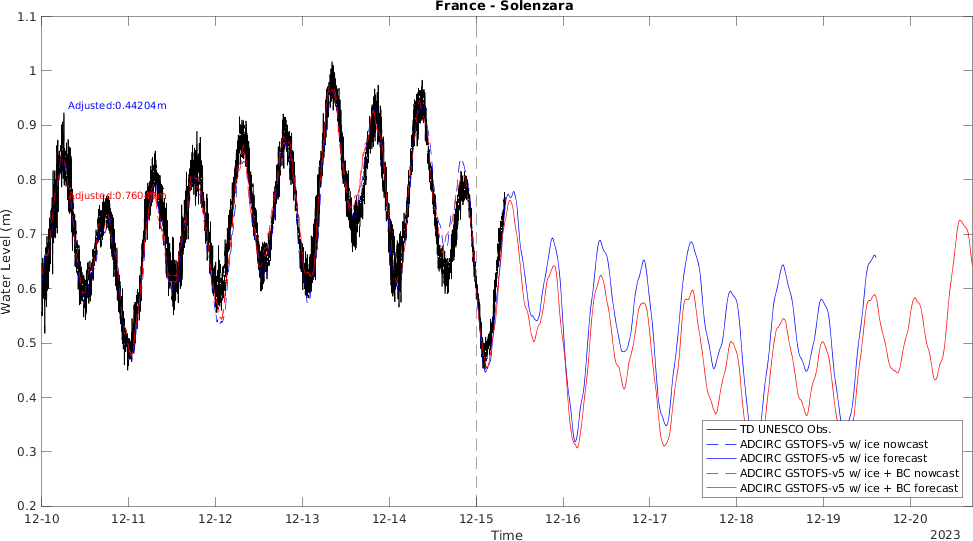 France - Solenzara
1.1
1
0.9
0.8
0.7
0.6
0.5
0.4
0.3
0.2
Water Level (m)
Adjusted:0.44204m
TD UNESCO Obs.
ADCIRC GSTOFS-v5 w/ ice nowcast
ADCIRC GSTOFS-v5 w/ ice forecast
ADCIRC GSTOFS-v5 w/ ice + BC nowcast
ADCIRC GSTOFS-v5 w/ ice + BC forecast
12-10 12-11 12-12 12-13 12-14 12-15 12-16 12-17 12-18 12-19 12-20
Time
2023